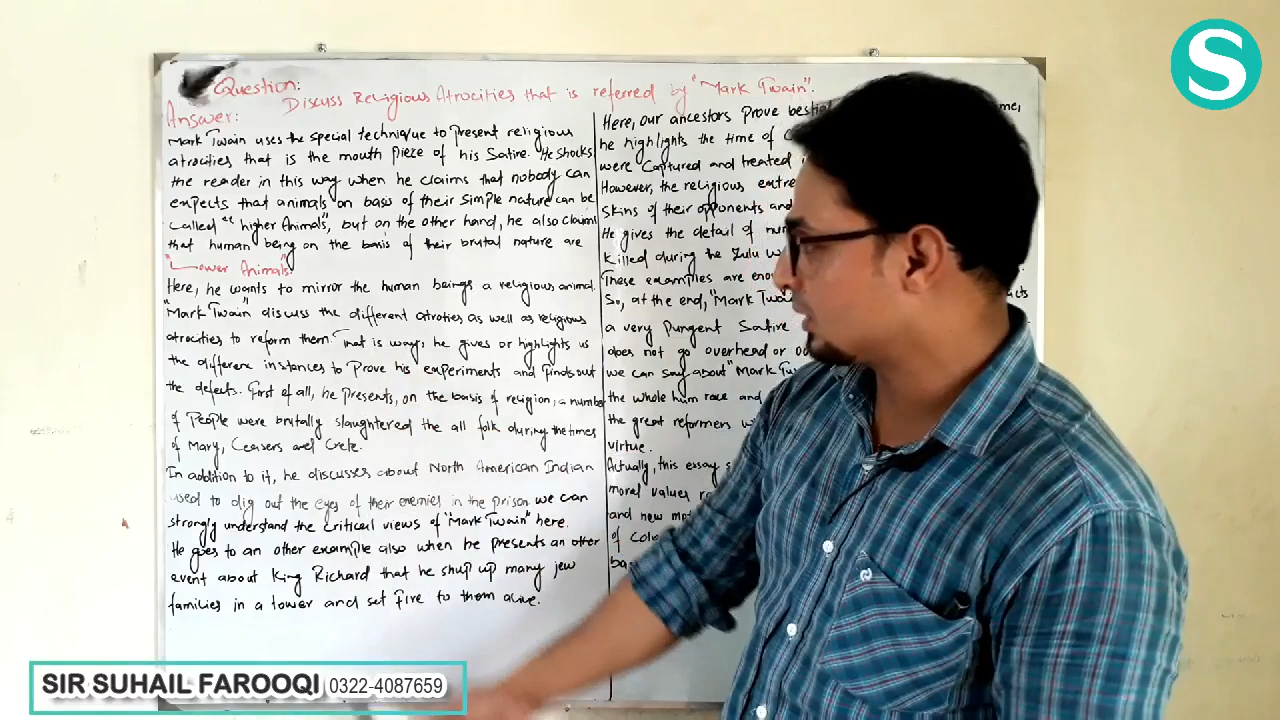 Question:
Discuss Religious Atrocities that is referred by "Mark Twain".
Answer:
Mark Twain uses the special technique to present religious
atrocities that is the mouth pieze of his Satire. He shocks
the reader in this way when he claims that nobody can
expects that animals on basis of their simple nature can be
called "higher Animals", but on the other hand, he also claims
that human being on the basis of their brutal nature are
"Lower Animals".
Here, he wants to mirror the human beings a religious animal.
"Mark Twain" discuss the different atroties as well as religious
atrocities to reform them. That is way, he gives or highlights us
the different instances to prove his experiments and finds out
the defects. First of all, he presents, on the basis of religion, a number
of People were brutally slaughtered the all folk during the times
of Mary, Ceasers and Crete.
In addition to it, he discusses about North American Indian
used to dig out the eyes of their enemies in the prison we can
strongly understand the critical views of "Mark Twain" here.
He goes to an other example also when he presents an other
event about King Richard that he shup up many jew
families in a tower and set fire to them alive.
Here, our ancestors prove
he highlights the time of
were Captured and treated
However, the religious
skins of their opponents and
He gives the detail of
killed during the Zulu
These examples are
So, at the end, "Mark
a very pungent Satire
does not go overhead or
we can say about "Mark
the whole hum race and
the great reformers
virtue.
Actually, this essay
moral values
and new
of
S
SIR SUHAIL FAROOQI 0322-4087659